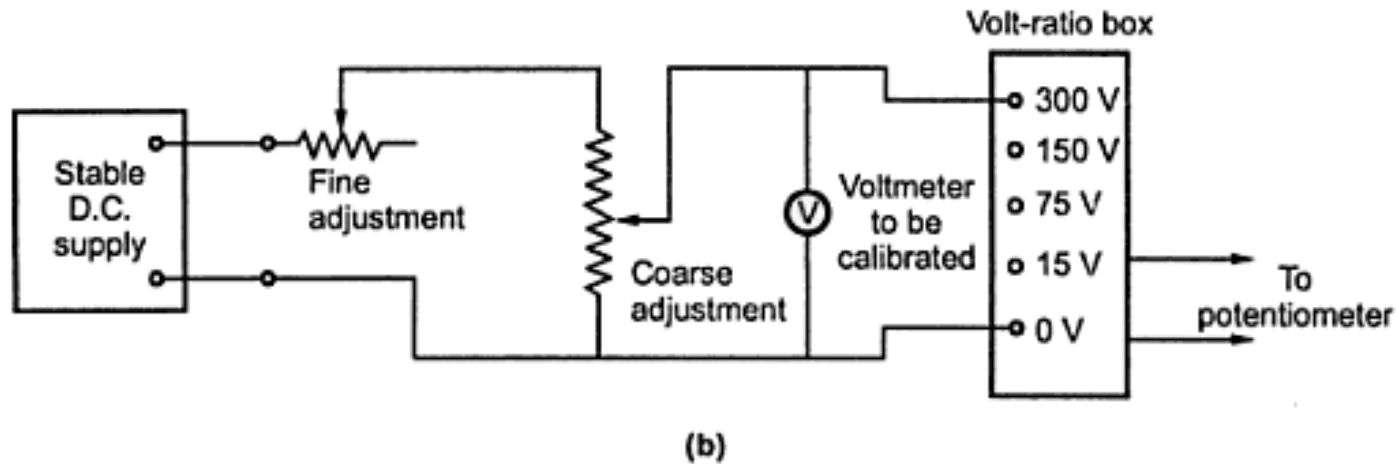 Volt-ratio box
Stable
D.C.
supply
Fine
adjustment
Coarse
adjustment
V
Voltmeter
to be
calibrated
300 V
150 V
75 V
15 V
0 V
To
potentiometer
(b)